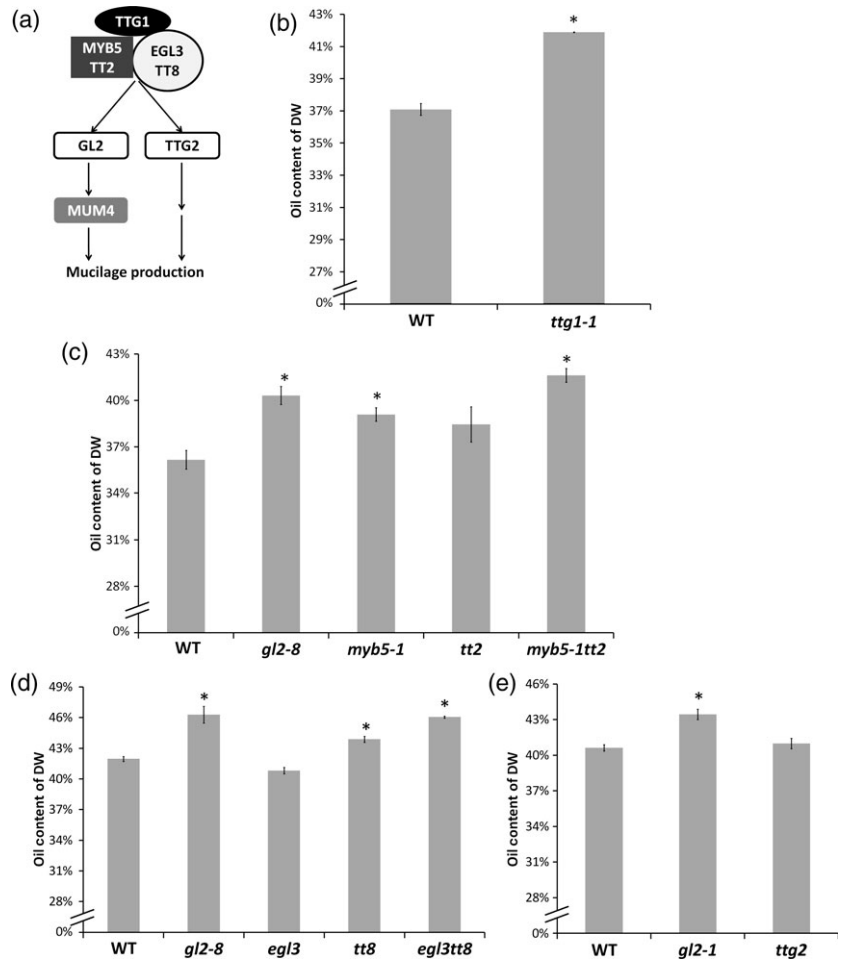 (a)
TTG1
MYB5
TT2
EGL3
TT8
GL2
TTG2
MUM4
Mucilage production
(b)
Oil content of DW
43%
41%
39%
37%
35%
33%
31%
29%
27%
0%
*
WT
ttg1-1
(c)
Oil content of DW
43%
40%
37%
34%
31%
28%
0%
*
*
*
WT
gl2-8
myb5-1
tt2
myb5-1tt2
(d)
Oil content of DW
49%
46%
43%
40%
37%
34%
31%
28%
0%
*
*
*
WT
gl2-8
egl3
tt8
egl3tt8
(e)
Oil content of DW
46%
43%
40%
37%
34%
31%
28%
0%
*
WT
gl2-1
ttg2